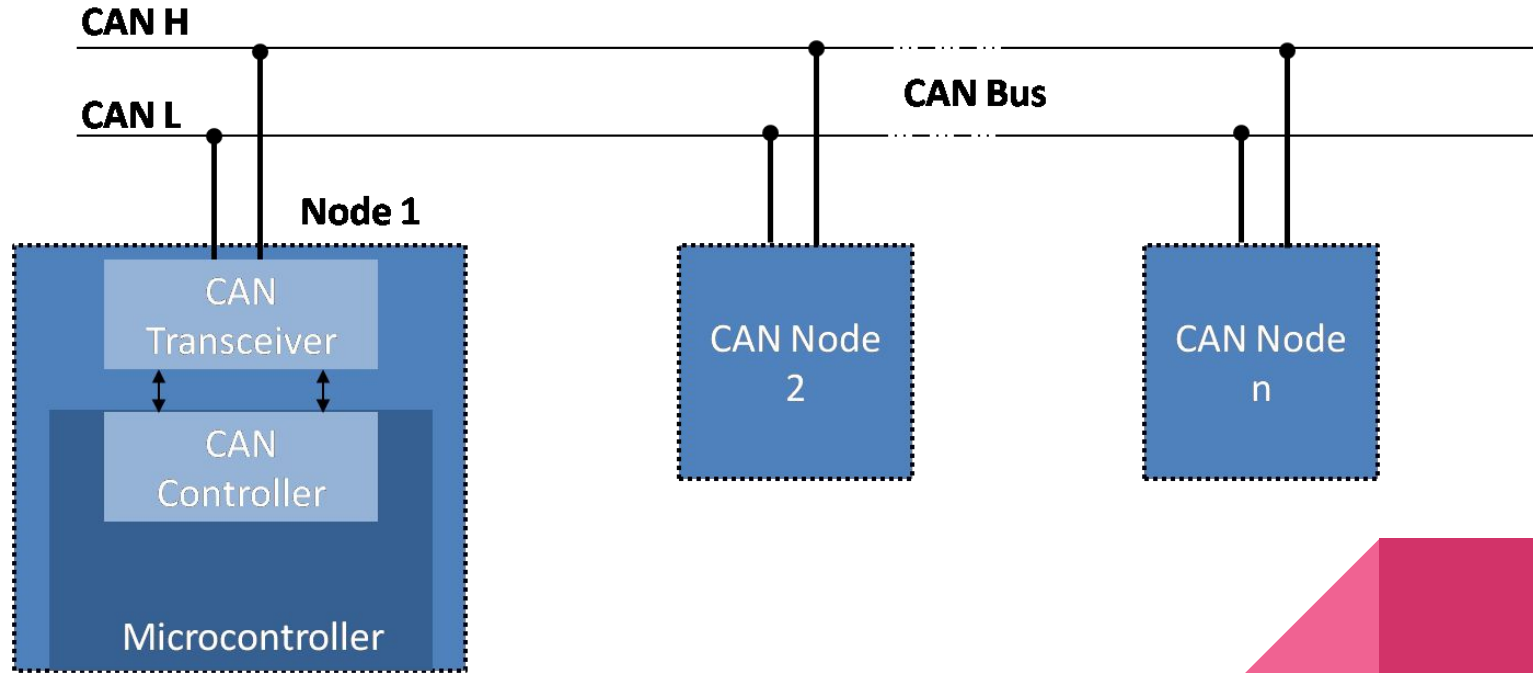 CAN H
CAN Bus
CAN L
Node 1
CAN
Transceiver
CAN
Controller
Microcontroller
CAN Node
2
CAN Node
n